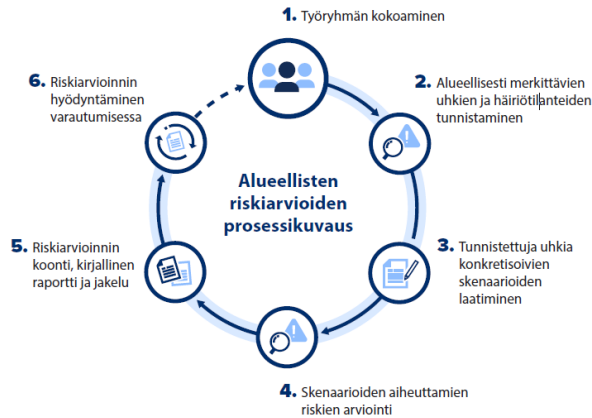 1. Työryhmän kokoaminen
2. Alueellisesti merkittävien
uhkien ja häiriötilanteiden
tunnistaminen
3. Tunnistettuja uhkia
konkretisoivien
skenaarioiden
laatiminen
4. Skenaarioiden aiheuttamien
riskien arviointi
5. Riskiarvioinnin
koonti, kirjallinen
raportti ja jakelu
6. Riskiarvioinnin
hyödyntäminen
varautumisessa
Alueellisten
riskiarvioiden
prosessikuvaus